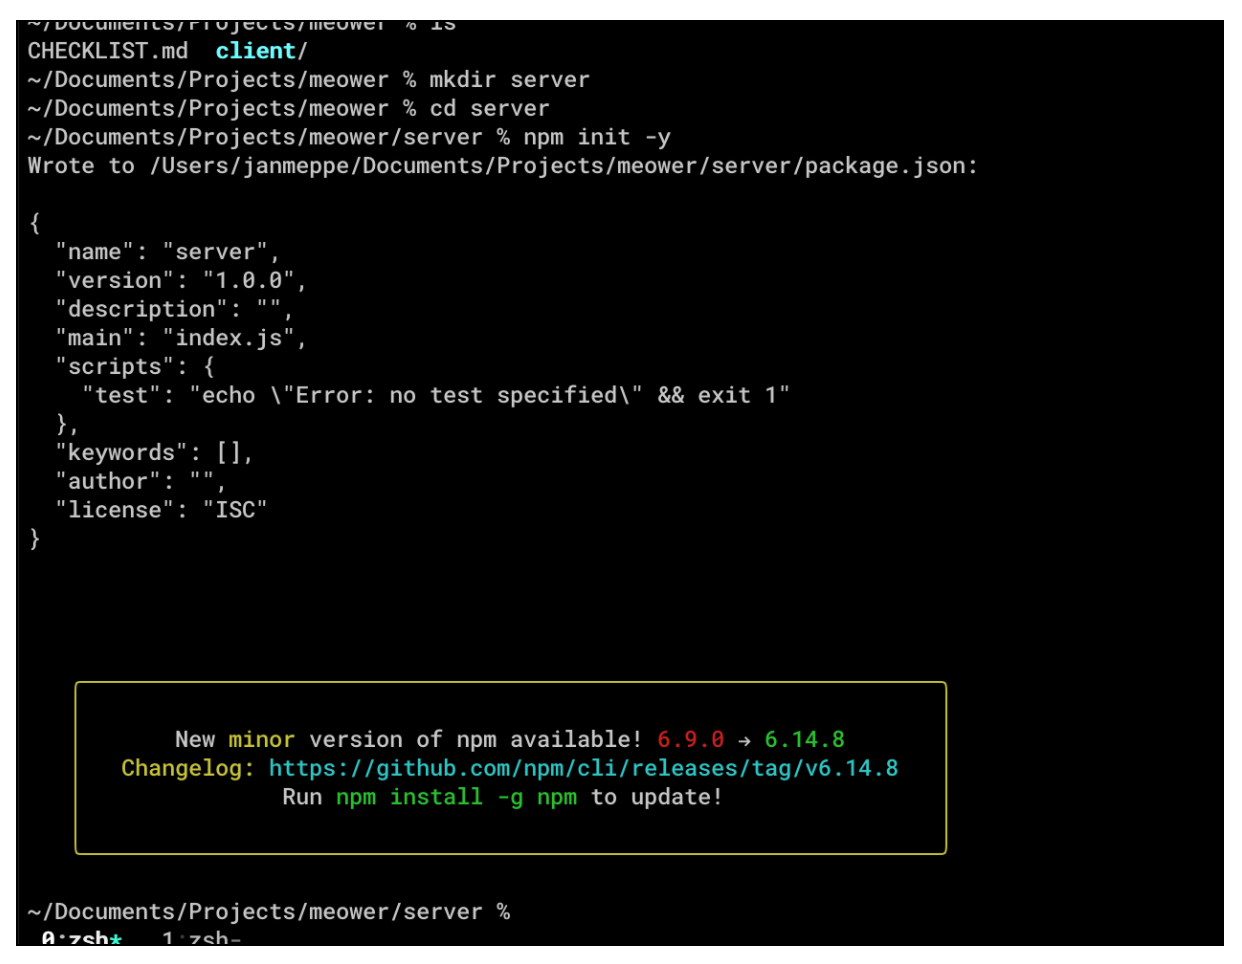 ~/Documents/Projects/meower % ls
CHECKLIST.md  client/
~/Documents/Projects/meower % mkdir server
~/Documents/Projects/meower % cd server
~/Documents/Projects/meower/server % npm init -y
Wrote to /Users/janmeppe/Documents/Projects/meower/server/package.json:
{
  "name": "server",
  "version": "1.0.0",
  "description": "",
  "main": "index.js",
  "scripts": {
    "test": "echo \"Error: no test specified\" && exit 1"
  },
  "keywords": [],
  "author": "",
  "license": "ISC"
}
New minor version of npm available! 6.9.0 → 6.14.8
Changelog: https://github.com/npm/cli/releases/tag/v6.14.8
Run npm install -g npm to update!
~/Documents/Projects/meower/server %
0:zsh*  1:zsh-